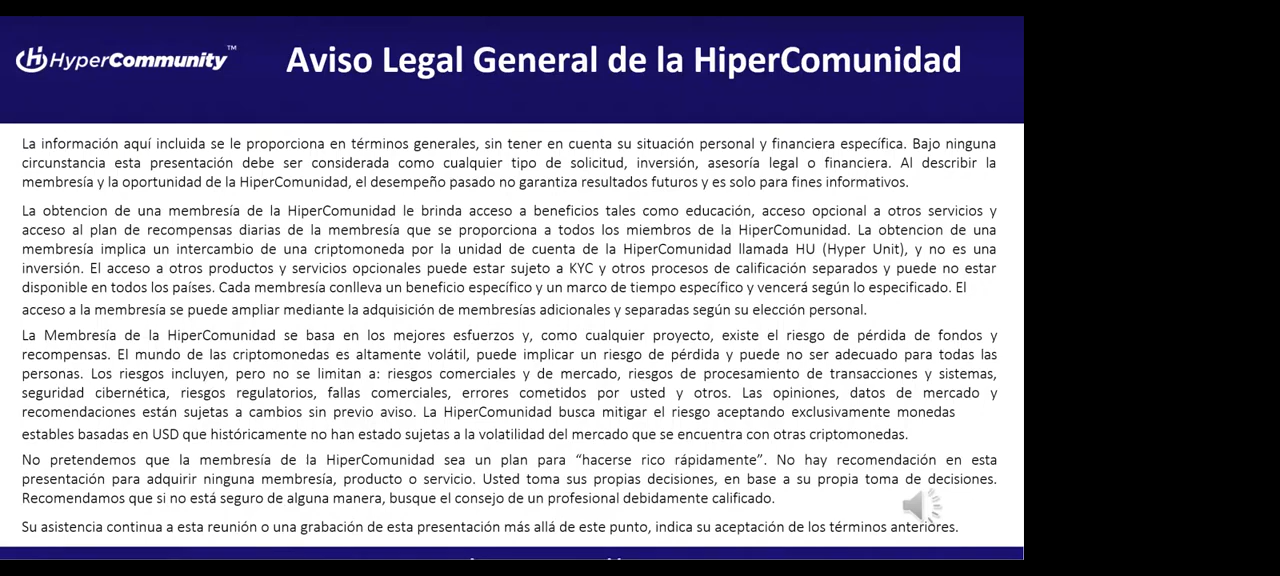 HyperCommunity™
Aviso Legal General de la HiperComunidad
La información aquí incluida se le proporciona en términos generales, sin tener en cuenta su situación personal y financiera específica. Bajo ninguna
circunstancia esta presentación debe ser considerada como cualquier tipo de solicitud, inversión, asesoría legal o financiera. Al describir la
membresía y la oportunidad de la HiperComunidad, el desempeño pasado no garantiza resultados futuros y es solo para fines informativos.
La obtencion de una membresía de la HiperComunidad le brinda acceso a beneficios tales como educación, acceso opcional a otros servicios y
acceso al plan de recompensas diarias de la membresía que se proporciona a todos los miembros de la HiperComunidad. La obtencion de una
membresía implica un intercambio de una criptomoneda por la unidad de cuenta de la HiperComunidad llamada HU (Hyper Unit), y no es una
inversión. El acceso a otros productos y servicios opcionales puede estar sujeto a KYC y otros procesos de calificación separados y puede no estar
disponible en todos los países. Cada membresía conlleva un beneficio específico y un marco de tiempo específico y vencerá según lo especificado. El
acceso a la membresía se puede ampliar mediante la adquisición de membresías adicionales y separadas según su elección personal.
La Membresía de la HiperComunidad se basa en los mejores esfuerzos y, como cualquier proyecto, existe el riesgo de pérdida de fondos y
recompensas. El mundo de las criptomonedas es altamente volátil, puede implicar un riesgo de pérdida y puede no ser adecuado para todas las
personas. Los riesgos incluyen, pero no se limitan a: riesgos comerciales y de mercado, riesgos de procesamiento de transacciones y sistemas,
seguridad cibernética, riesgos regulatorios, fallas comerciales, errores cometidos por usted y otros. Las opiniones, datos de mercado y
recomendaciones están sujetas a cambios sin previo aviso. La HiperComunidad busca mitigar el riesgo aceptando exclusivamente monedas
estables basadas en USD que históricamente no han estado sujetas a la volatilidad del mercado que se encuentra con otras criptomonedas.
No pretendemos que la membresía de la HiperComunidad sea un plan para “hacerse rico rápidamente”. No hay recomendación en esta
presentación para adquirir ninguna membresía, producto o servicio. Usted toma sus propias decisiones, en base a su propia toma de decisiones.
Recomendamos que si no está seguro de alguna manera, busque el consejo de un profesional debidamente calificado.
Su asistencia continua a esta reunión o una grabación de esta presentación más allá de este punto, indica su aceptación de los términos anteriores.